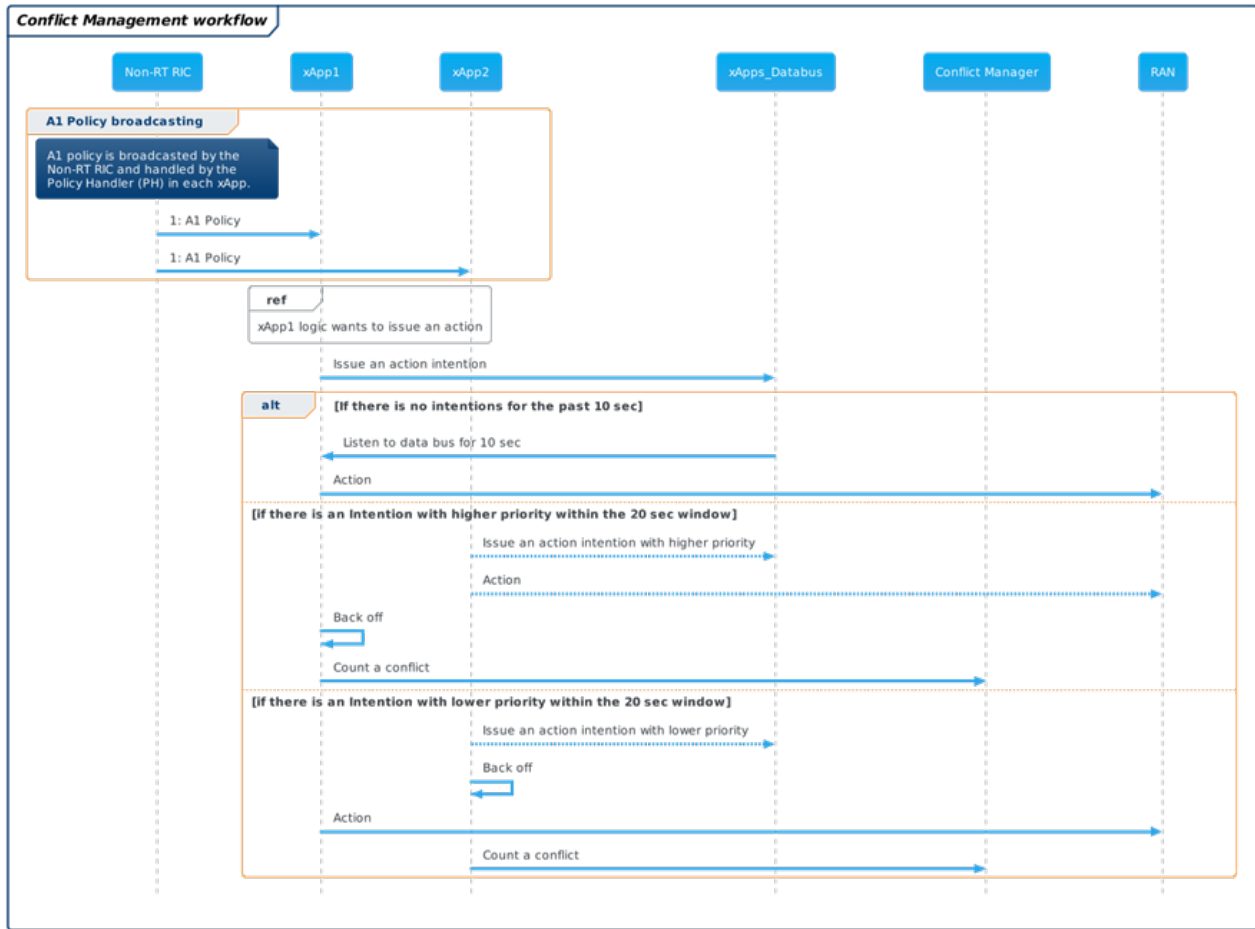 Conflict Management workflow
Non-RT RIC
xApp1
xApp2
xApps_Databus
Conflict Manager
RAN
A1 Policy broadcasting
A1 policy is broadcasted by the
Non-RT RIC and handled by the
Policy Handler (PH) in each xApp.
1: A1 Policy
1: A1 Policy
ref
xApp1 logic wants to issue an action
Issue an action intention
alt
[If there is no intentions for the past 10 sec]
Listen to data bus for 10 sec
Action
[if there is an Intention with higher priority within the 20 sec window]
Issue an action intention with higher priority
Action
Back off
Count a conflict
[if there is an Intention with lower priority within the 20 sec window]
Issue an action intention with lower priority
Back off
Action
Count a conflict